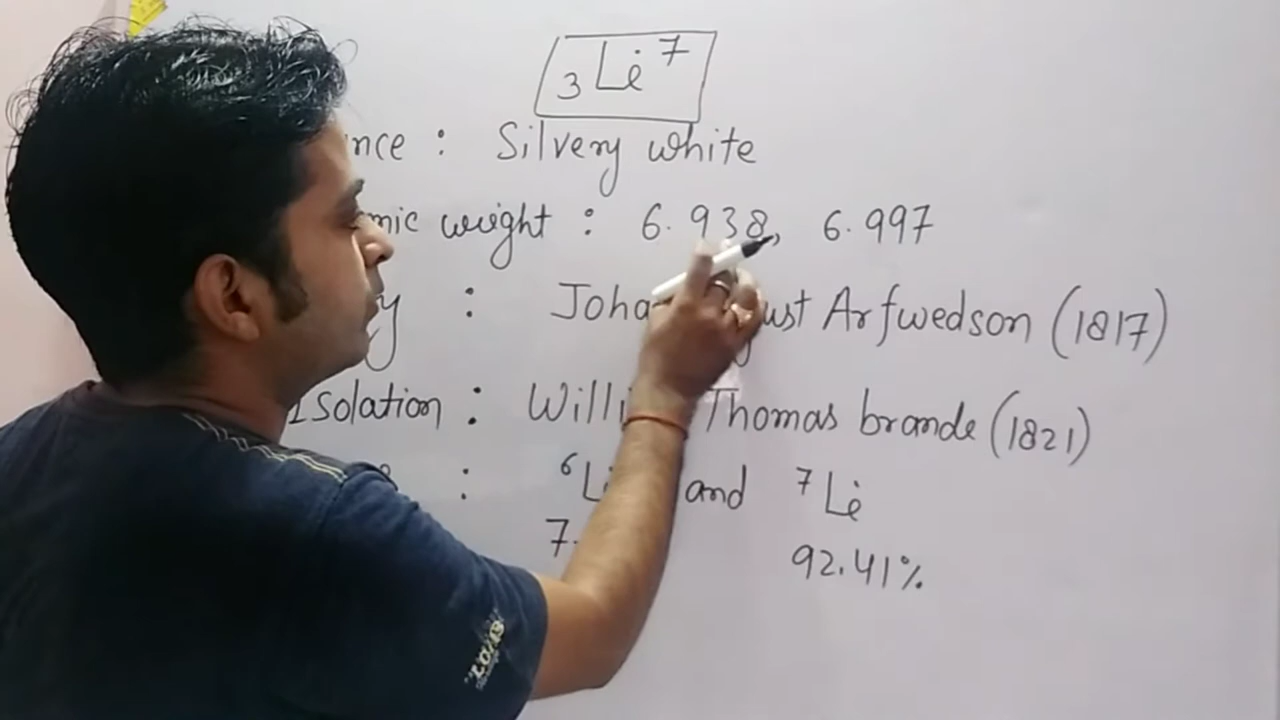 3 Li 7
nce : Silvery white
mic weight : 6.938, 6.997
y : Joha ust Arfwedson (1817)
Isolation : Willi Thomas brande (1821)
: 6Li and 7Li
7. 92.41%